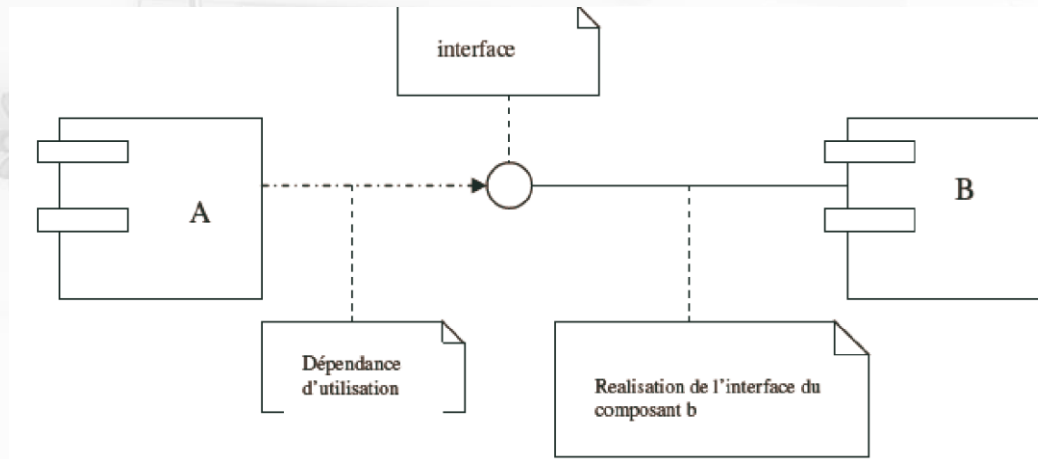 interface
A
B
Dépendance
d'utilisation
Realisation de l'interface du
composant b